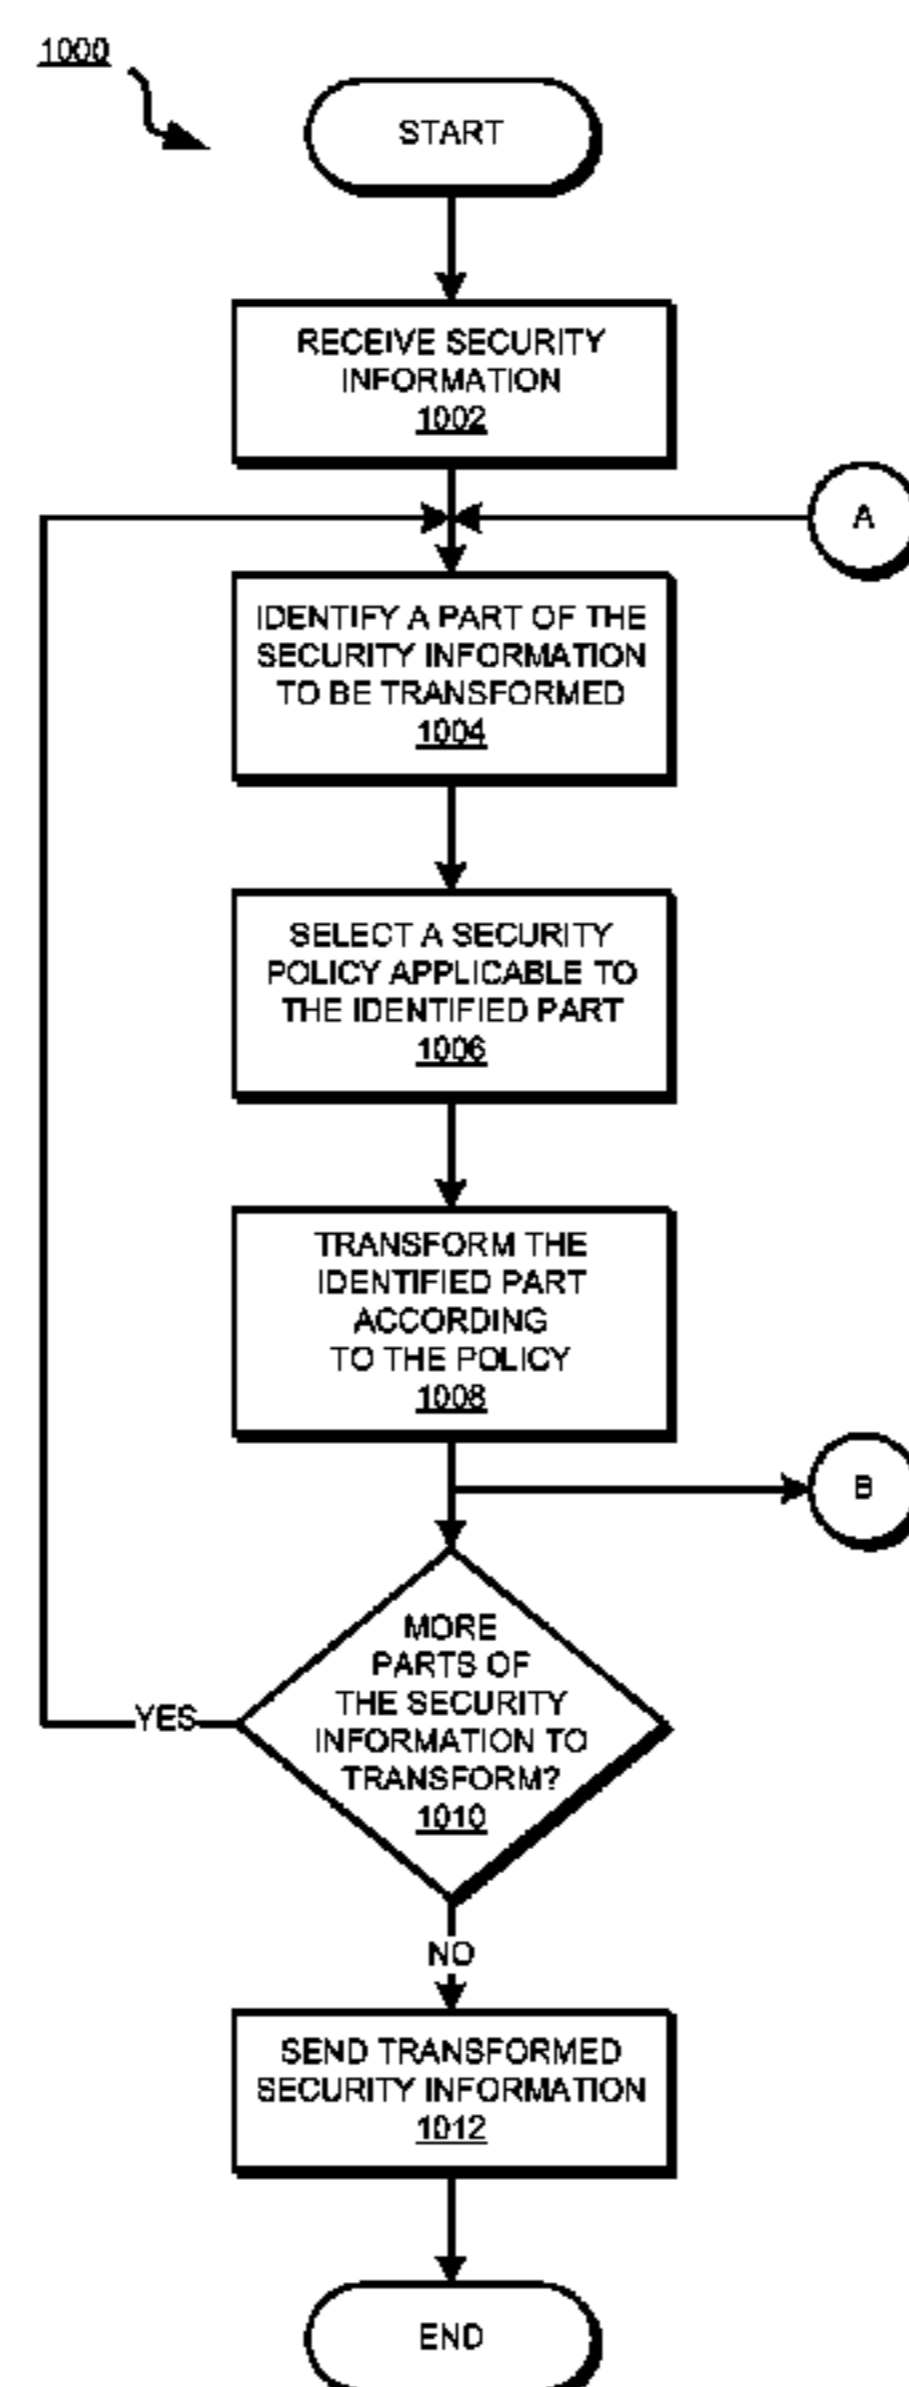 1000
START
RECEIVE SECURITY
INFORMATION
1002
A
IDENTIFY A PART OF THE
SECURITY INFORMATION
TO BE TRANSFORMED
1004
SELECT A SECURITY
POLICY APPLICABLE TO
THE IDENTIFIED PART
1006
TRANSFORM THE
IDENTIFIED PART
ACCORDING
TO THE POLICY
1008
B
MORE
PARTS OF
THE SECURITY
INFORMATION TO
TRANSFORM?
1010
YES
NO
SEND TRANSFORMED
SECURITY INFORMATION
1012
END